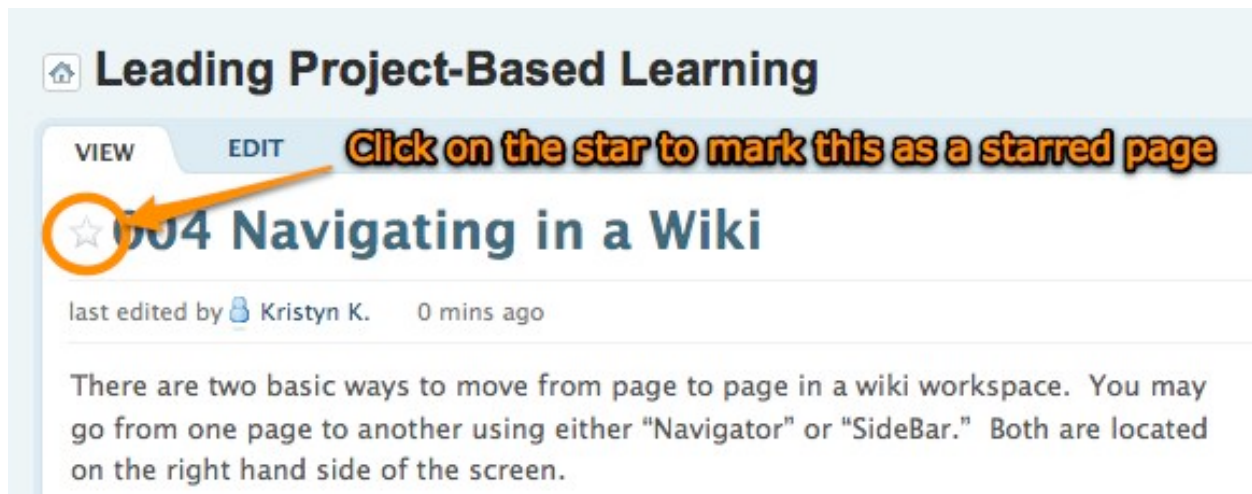 Leading Project-Based Learning
VIEW EDIT Click on the star to mark this as a starred page
004 Navigating in a Wiki
last edited by Kristyn K. 0 mins ago
There are two basic ways to move from page to page in a wiki workspace. You may
go from one page to another using either “Navigator” or “SideBar.” Both are located
on the right hand side of the screen.